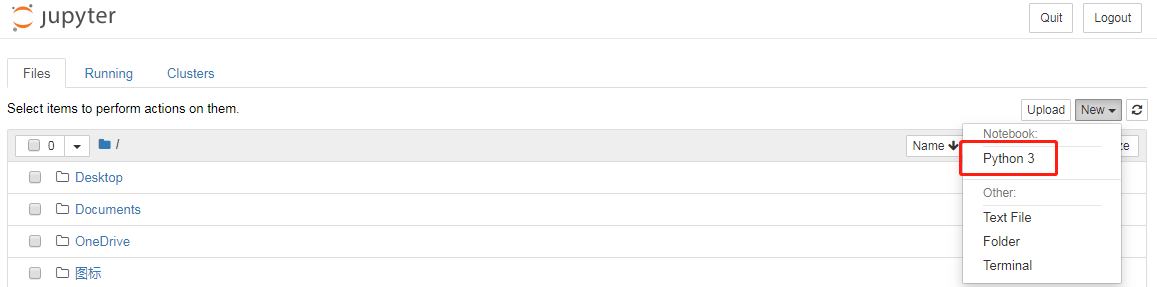 jupyter
Quit Logout
Files Running Clusters
Select items to perform actions on them.
Upload New
0 / Name ze
Notebook:
Python 3
Desktop
Documents
OneDrive
图标
Other:
Text File
Folder
Terminal